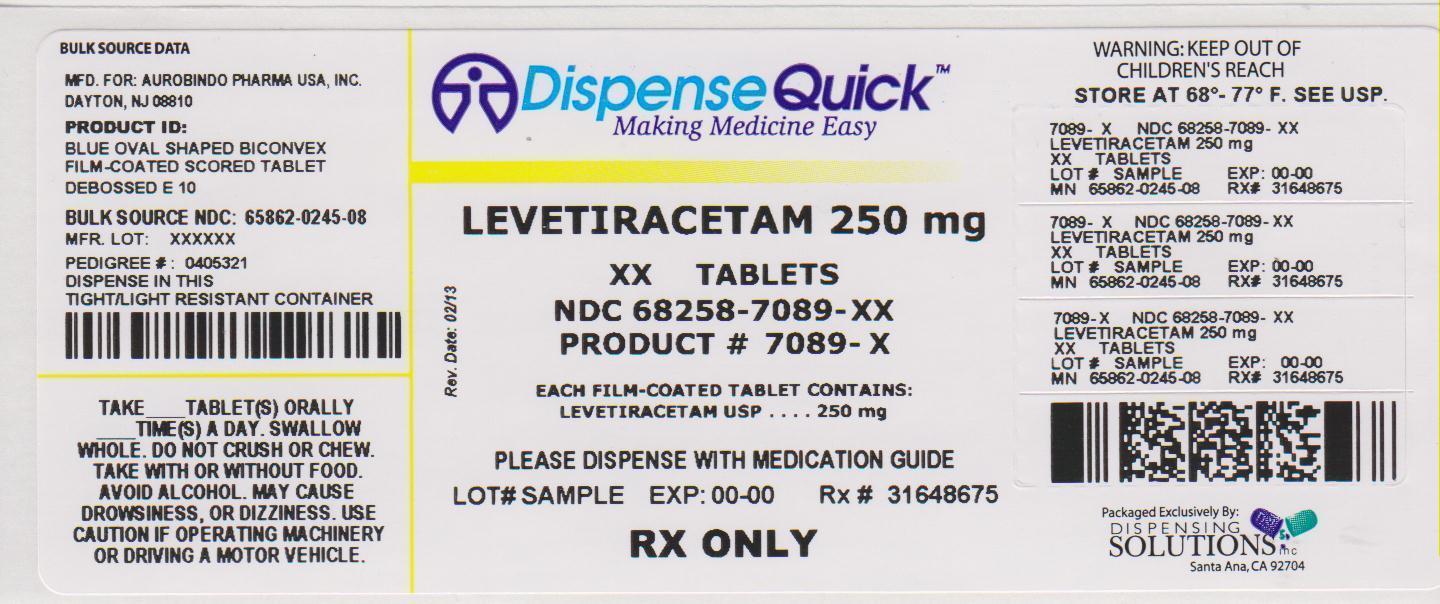 BULK SOURCE DATA
MFD. FOR: AUROBINDO PHARMA USA, INC.
DAYTON, NJ 08810
PRODUCT ID:
BLUE OVAL SHAPED BICONVEX
FILM-COATED SCORED TABLET
DEBOSSED E 10
BULK SOURCE NDC: 65862-0245-08
MFR. LOT: XXXXXX
PEDIGREE #: 0405321
DISPENSE IN THIS
TIGHT/LIGHT RESISTANT CONTAINER
TAKE____TABLET(S) ORALLY
____TIME(S) A DAY. SWALLOW
WHOLE. DO NOT CRUSH OR CHEW.
TAKE WITH OR WITHOUT FOOD.
AVOID ALCOHOL. MAY CAUSE
DROWSINESS, OR DIZZINESS. USE
CAUTION IF OPERATING MACHINERY
OR DRIVING A MOTOR VEHICLE.
DispenseQuick™
Making Medicine Easy
LEVETIRACETAM 250 mg
XX TABLETS
NDC 68258-7089-XX
PRODUCT # 7089- X
Rev. Date: 02/13
EACH FILM-COATED TABLET CONTAINS:
LEVETIRACETAM USP .... 250 mg
PLEASE DISPENSE WITH MEDICATION GUIDE
LOT# SAMPLE EXP: 00-00 Rx # 31648675
RX ONLY
WARNING: KEEP OUT OF
CHILDREN'S REACH
STORE AT 68°- 77° F. SEE USP.
7089- X NDC 68258-7089- XX
LEVETIRACETAM 250 mg
XX TABLETS
LOT # SAMPLE EXP: 00-00
MN 65862-0245-08 RX# 31648675
7089- X NDC 68258-7089- XX
LEVETIRACETAM 250 mg
XX TABLETS
LOT # SAMPLE EXP: 00-00
MN 65862-0245-08 RX# 31648675
7089- X NDC 68258-7089- XX
LEVETIRACETAM 250 mg
XX TABLETS
LOT # SAMPLE EXP: 00-00
MN 65862-0245-08 RX# 31648675
Packaged Exclusively By:
DISPENSING
SOLUTIONS inc
Santa Ana, CA 92704